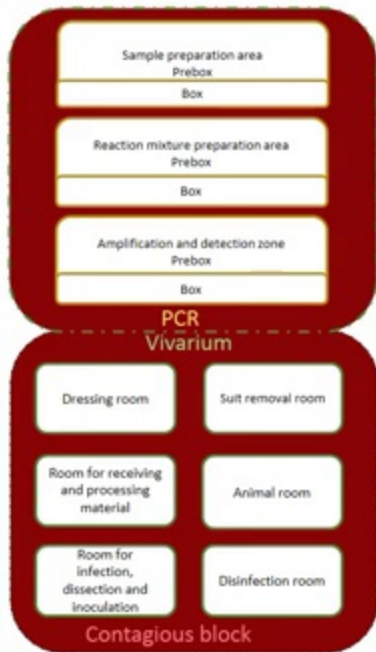 Sample preparation area
Prebox
Box
Reaction mixture preparation area
Prebox
Box
Amplification and detection zone
Prebox
Box
PCR
Vivarium
Dressing room
Suit removal room
Room for receiving
and processing
material
Animal room
Room for
infection,
dissection and
inoculation
Disinfection room
Contagious block